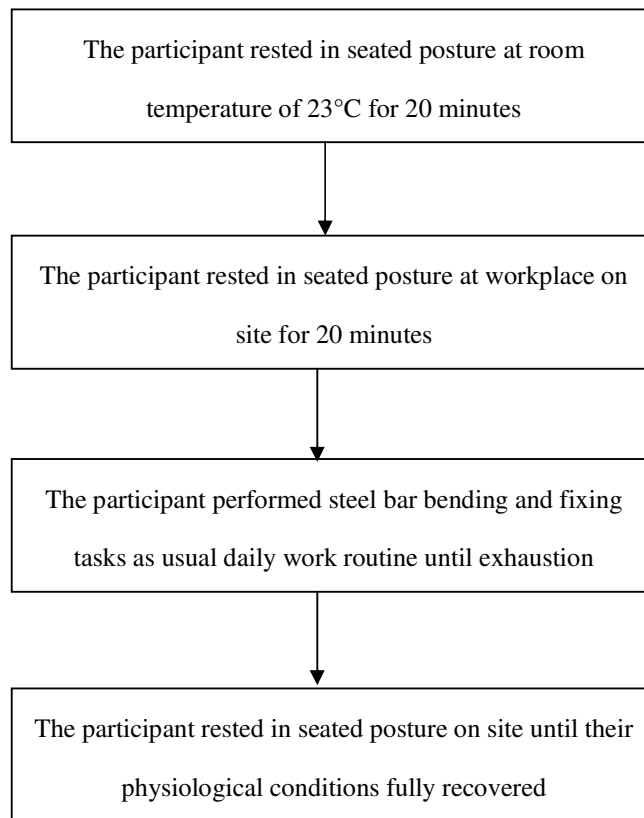 The participant rested in seated posture at room
temperature of 23°C for 20 minutes
The participant rested in seated posture at workplace on
site for 20 minutes
The participant performed steel bar bending and fixing
tasks as usual daily work routine until exhaustion
The participant rested in seated posture on site until their
physiological conditions fully recovered